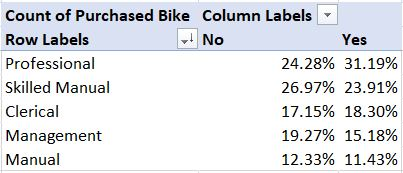 Count of Purchased Bike Column Labels
Row Labels No Yes
Professional 24.28% 31.19%
Skilled Manual 26.97% 23.91%
Clerical 17.15% 18.30%
Management 19.27% 15.18%
Manual 12.33% 11.43%